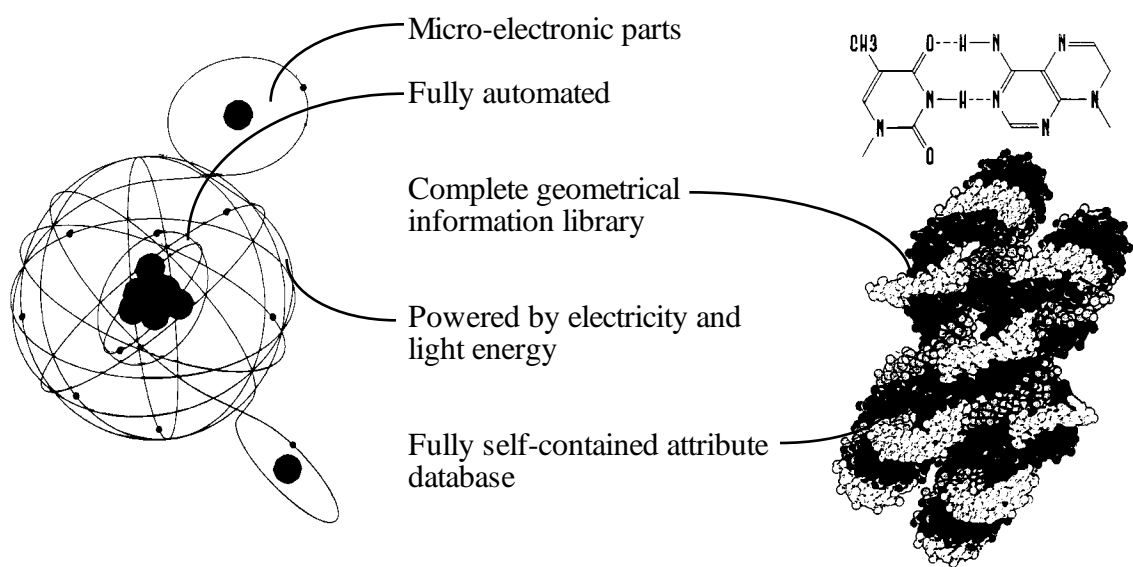 Micro-electronic parts
Fully automated
Complete geometrical
information library
Powered by electricity and
light energy
Fully self-contained attribute
database
CH3
O
H
N
N
N
H
N
N
N
N
O